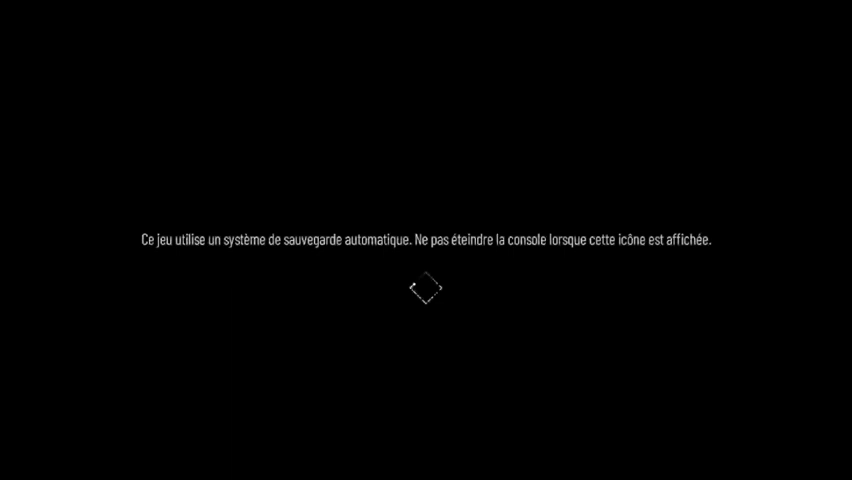 Ce jeu utilise un système de sauvegarde automatique. Ne pas éteindre la console lorsque cette icône est affichée.